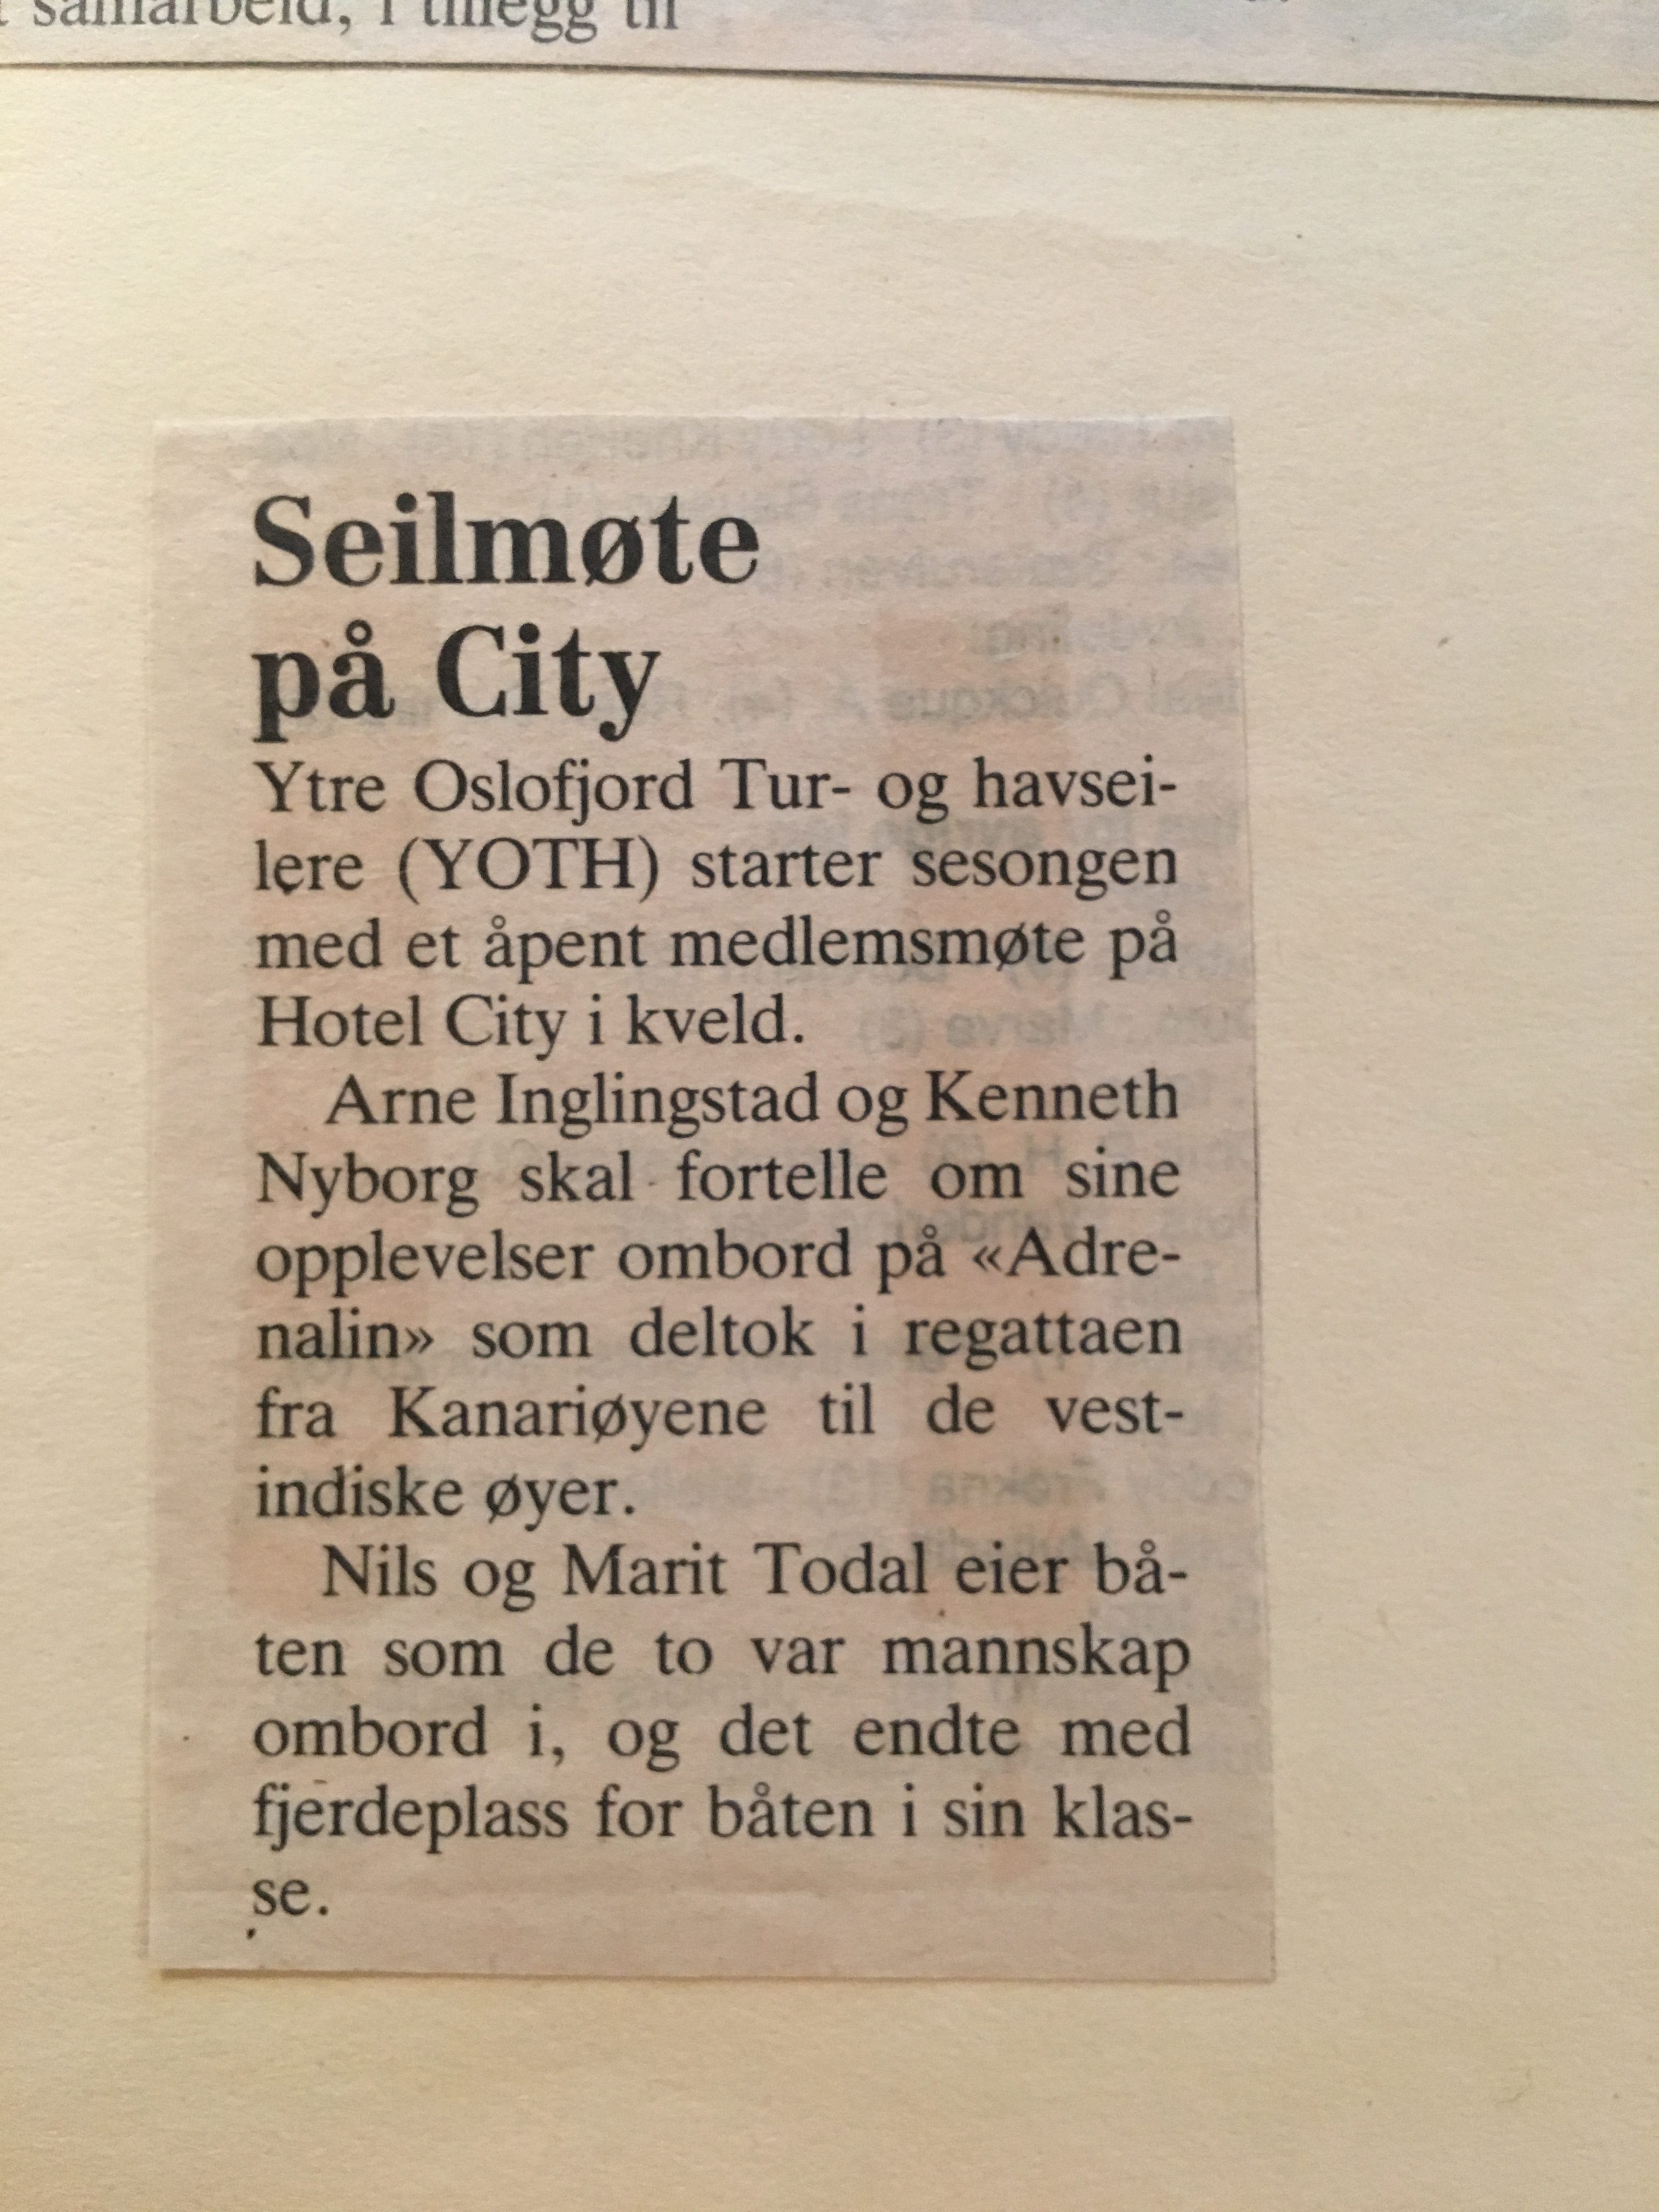 samarbeid, i tillegg til
Seilmøte
på City
Ytre Oslofjord Tur- og havsei-
lere (YOTH) starter sesongen
med et åpent medlemsmøte på
Hotel City i kveld.
Arne Inglingstad og Kenneth
Nyborg skal fortelle om sine
opplevelser ombord på «Adre-
nalin» som deltok i regattaen
fra Kanariøyene til de vest-
indiske øyer.
Nils og Marit Todal eier bå-
ten som de to var mannskap
ombord i, og det endte med
fjerdeplass for båten i sin klas-
se.